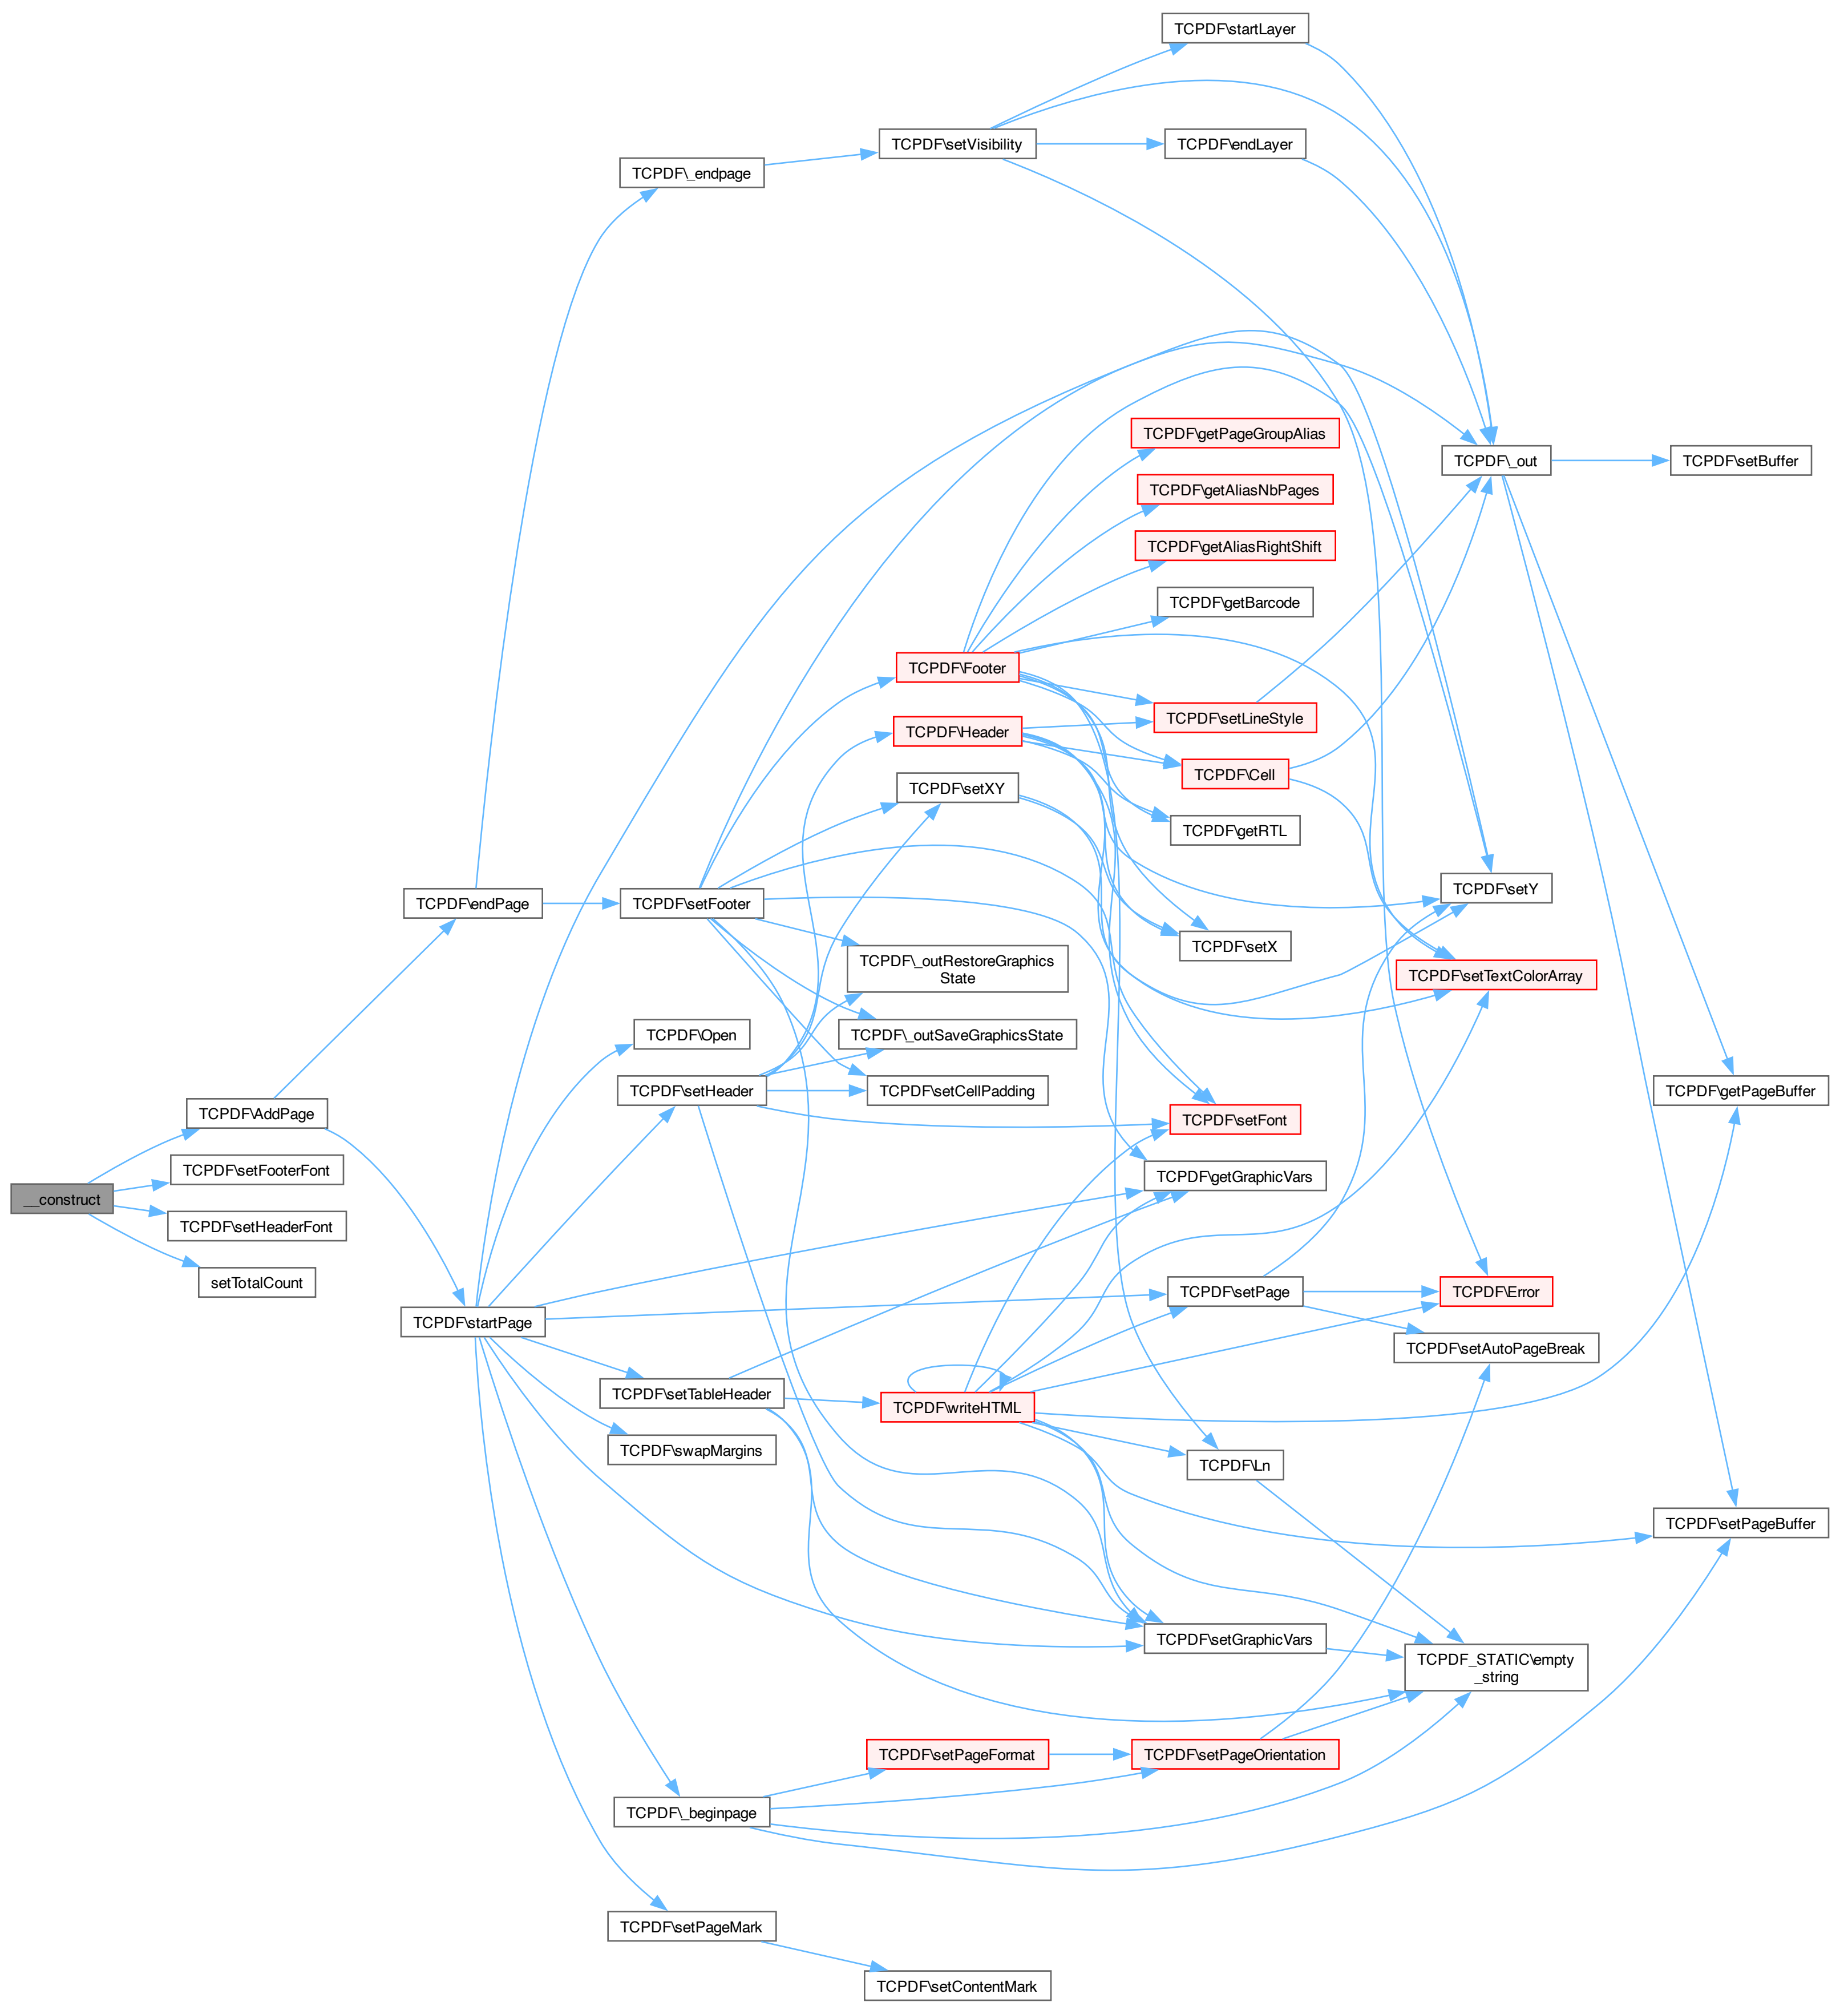 TCPDF\startLayer
TCPDF\setVisibility
TCPDF\endLayer
TCPDF\_endpage
TCPDF\getPageGroupAlias
TCPDF\_out
TCPDF\setBuffer
TCPDF\getAliasNbPages
TCPDF\getAliasRightShift
TCPDF\getBarcode
TCPDF\Footer
TCPDF\setLineStyle
TCPDF\Header
TCPDF\Cell
TCPDF\setXY
TCPDF\getRTL
TCPDF\setY
TCPDF\endPage
TCPDF\setFooter
TCPDF\setX
TCPDF\_outRestoreGraphics
State
TCPDF\setTextColorArray
TCPDF\Open
TCPDF\_outSaveGraphicsState
TCPDF\setHeader
TCPDF\setCellPadding
TCPDF\getPageBuffer
TCPDF\AddPage
TCPDF\setFont
TCPDF\setFooterFont
TCPDF\getGraphicVars
__construct
TCPDF\setHeaderFont
setTotalCount
TCPDF\setPage
TCPDF\Error
TCPDF\startPage
TCPDF\setAutoPageBreak
TCPDF\setTableHeader
TCPDF\writeHTML
TCPDF\swapMargins
TCPDF\Ln
TCPDF\setPageBuffer
TCPDF\setGraphicVars
TCPDF_STATIC\empty
_string
TCPDF\setPageFormat
TCPDF\setPageOrientation
TCPDF\_beginpage
TCPDF\setPageMark
TCPDF\setContentMark